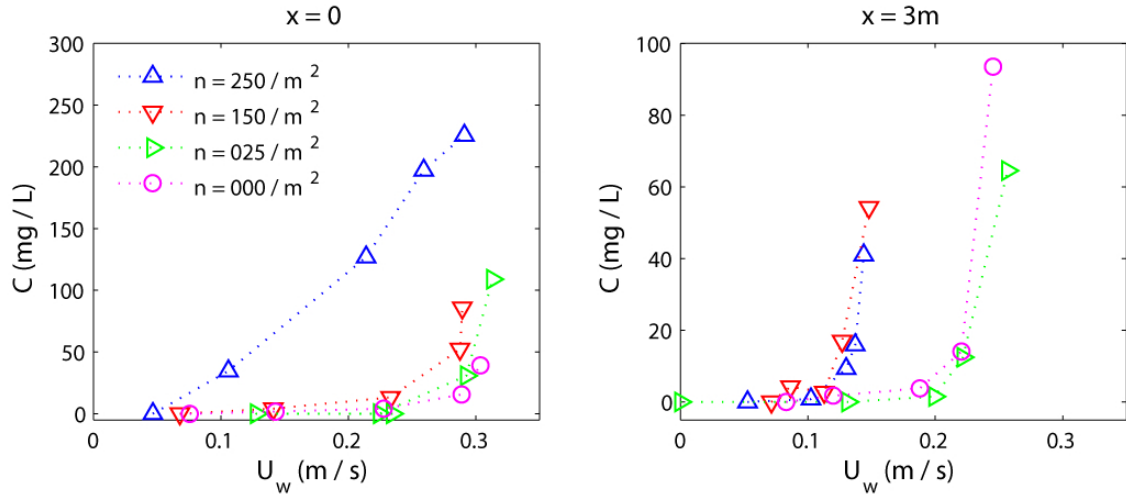 x = 0
300
250
200
150
100
50
0
C (mg / L)
n = 250 / m 2
n = 150 / m 2
n = 025 / m 2
n = 000 / m 2
0
0.1
0.2
0.3
U_w (m / s)
x = 3m
100
80
60
40
20
0
C (mg / L)
0
0.1
0.2
0.3
U_w (m / s)